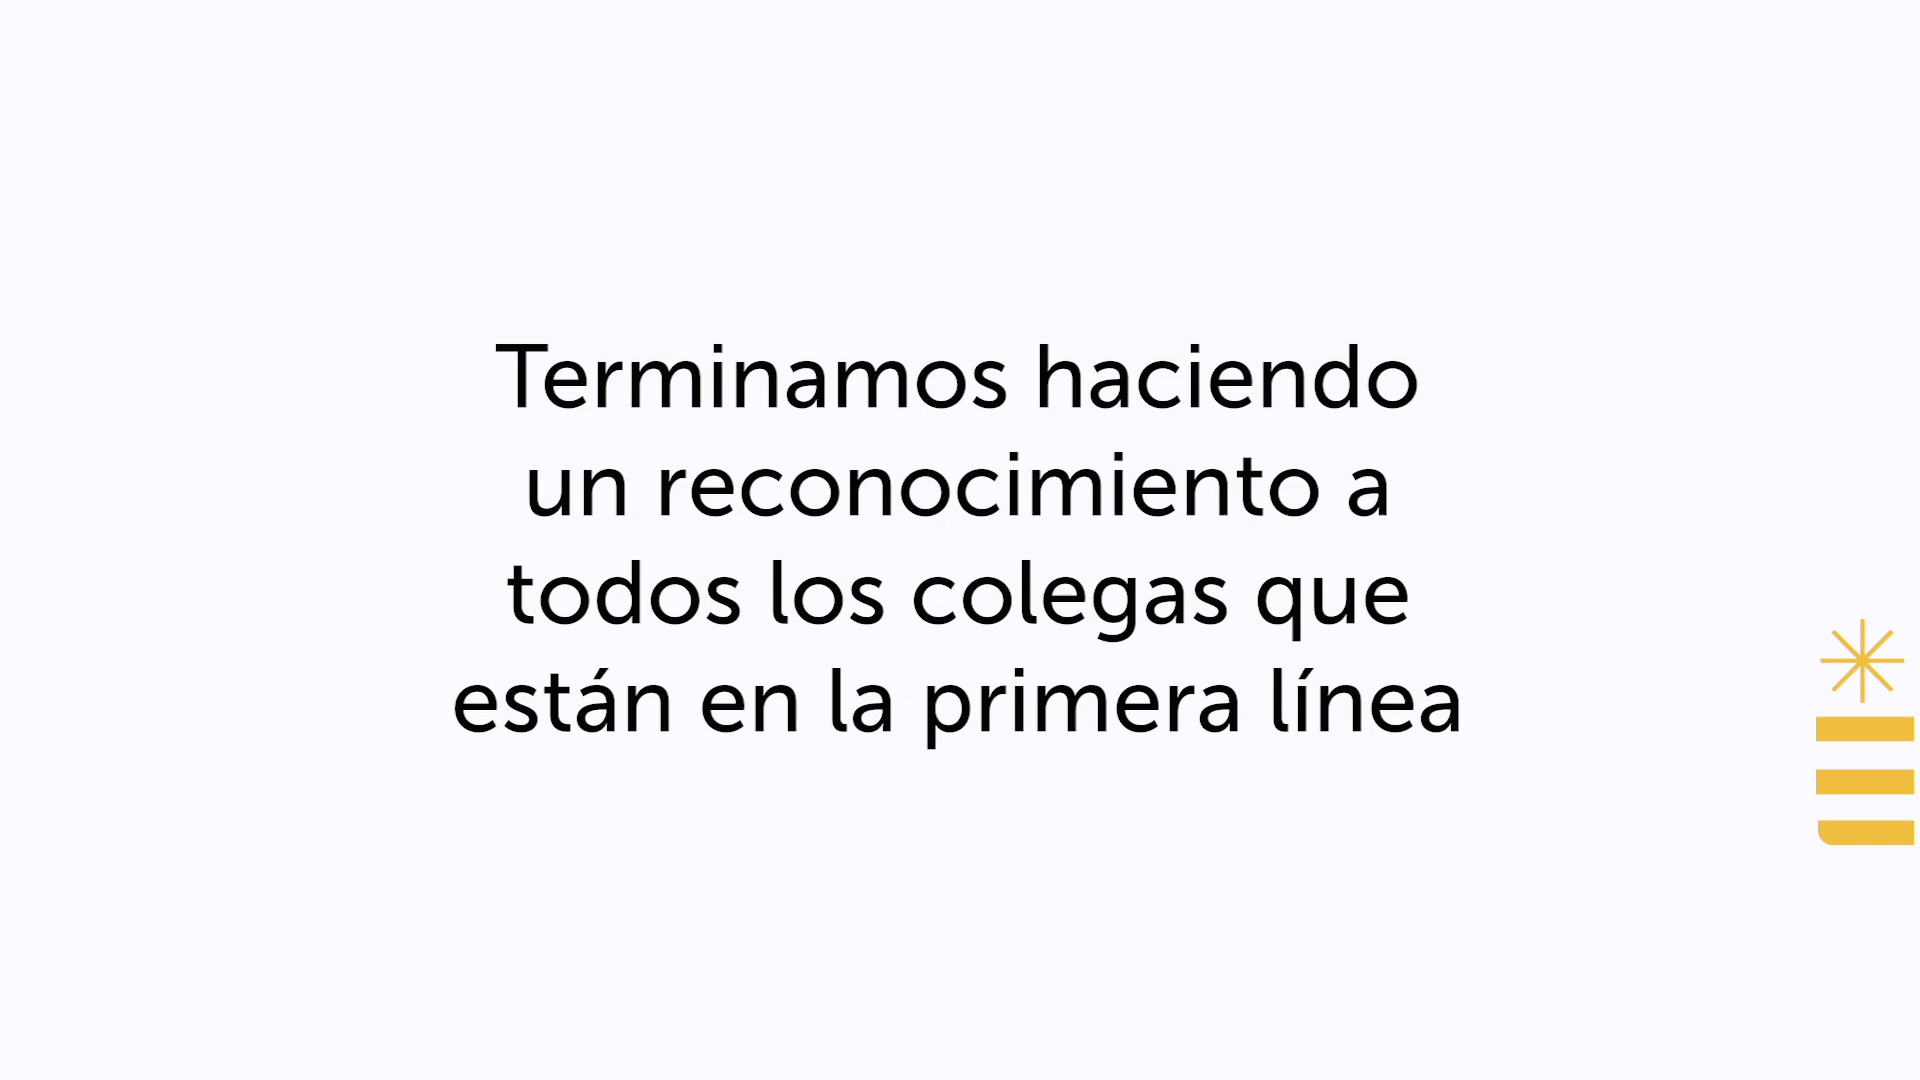 Terminamos haciendo
un reconocimiento a
todos los colegas que
están en la primera línea